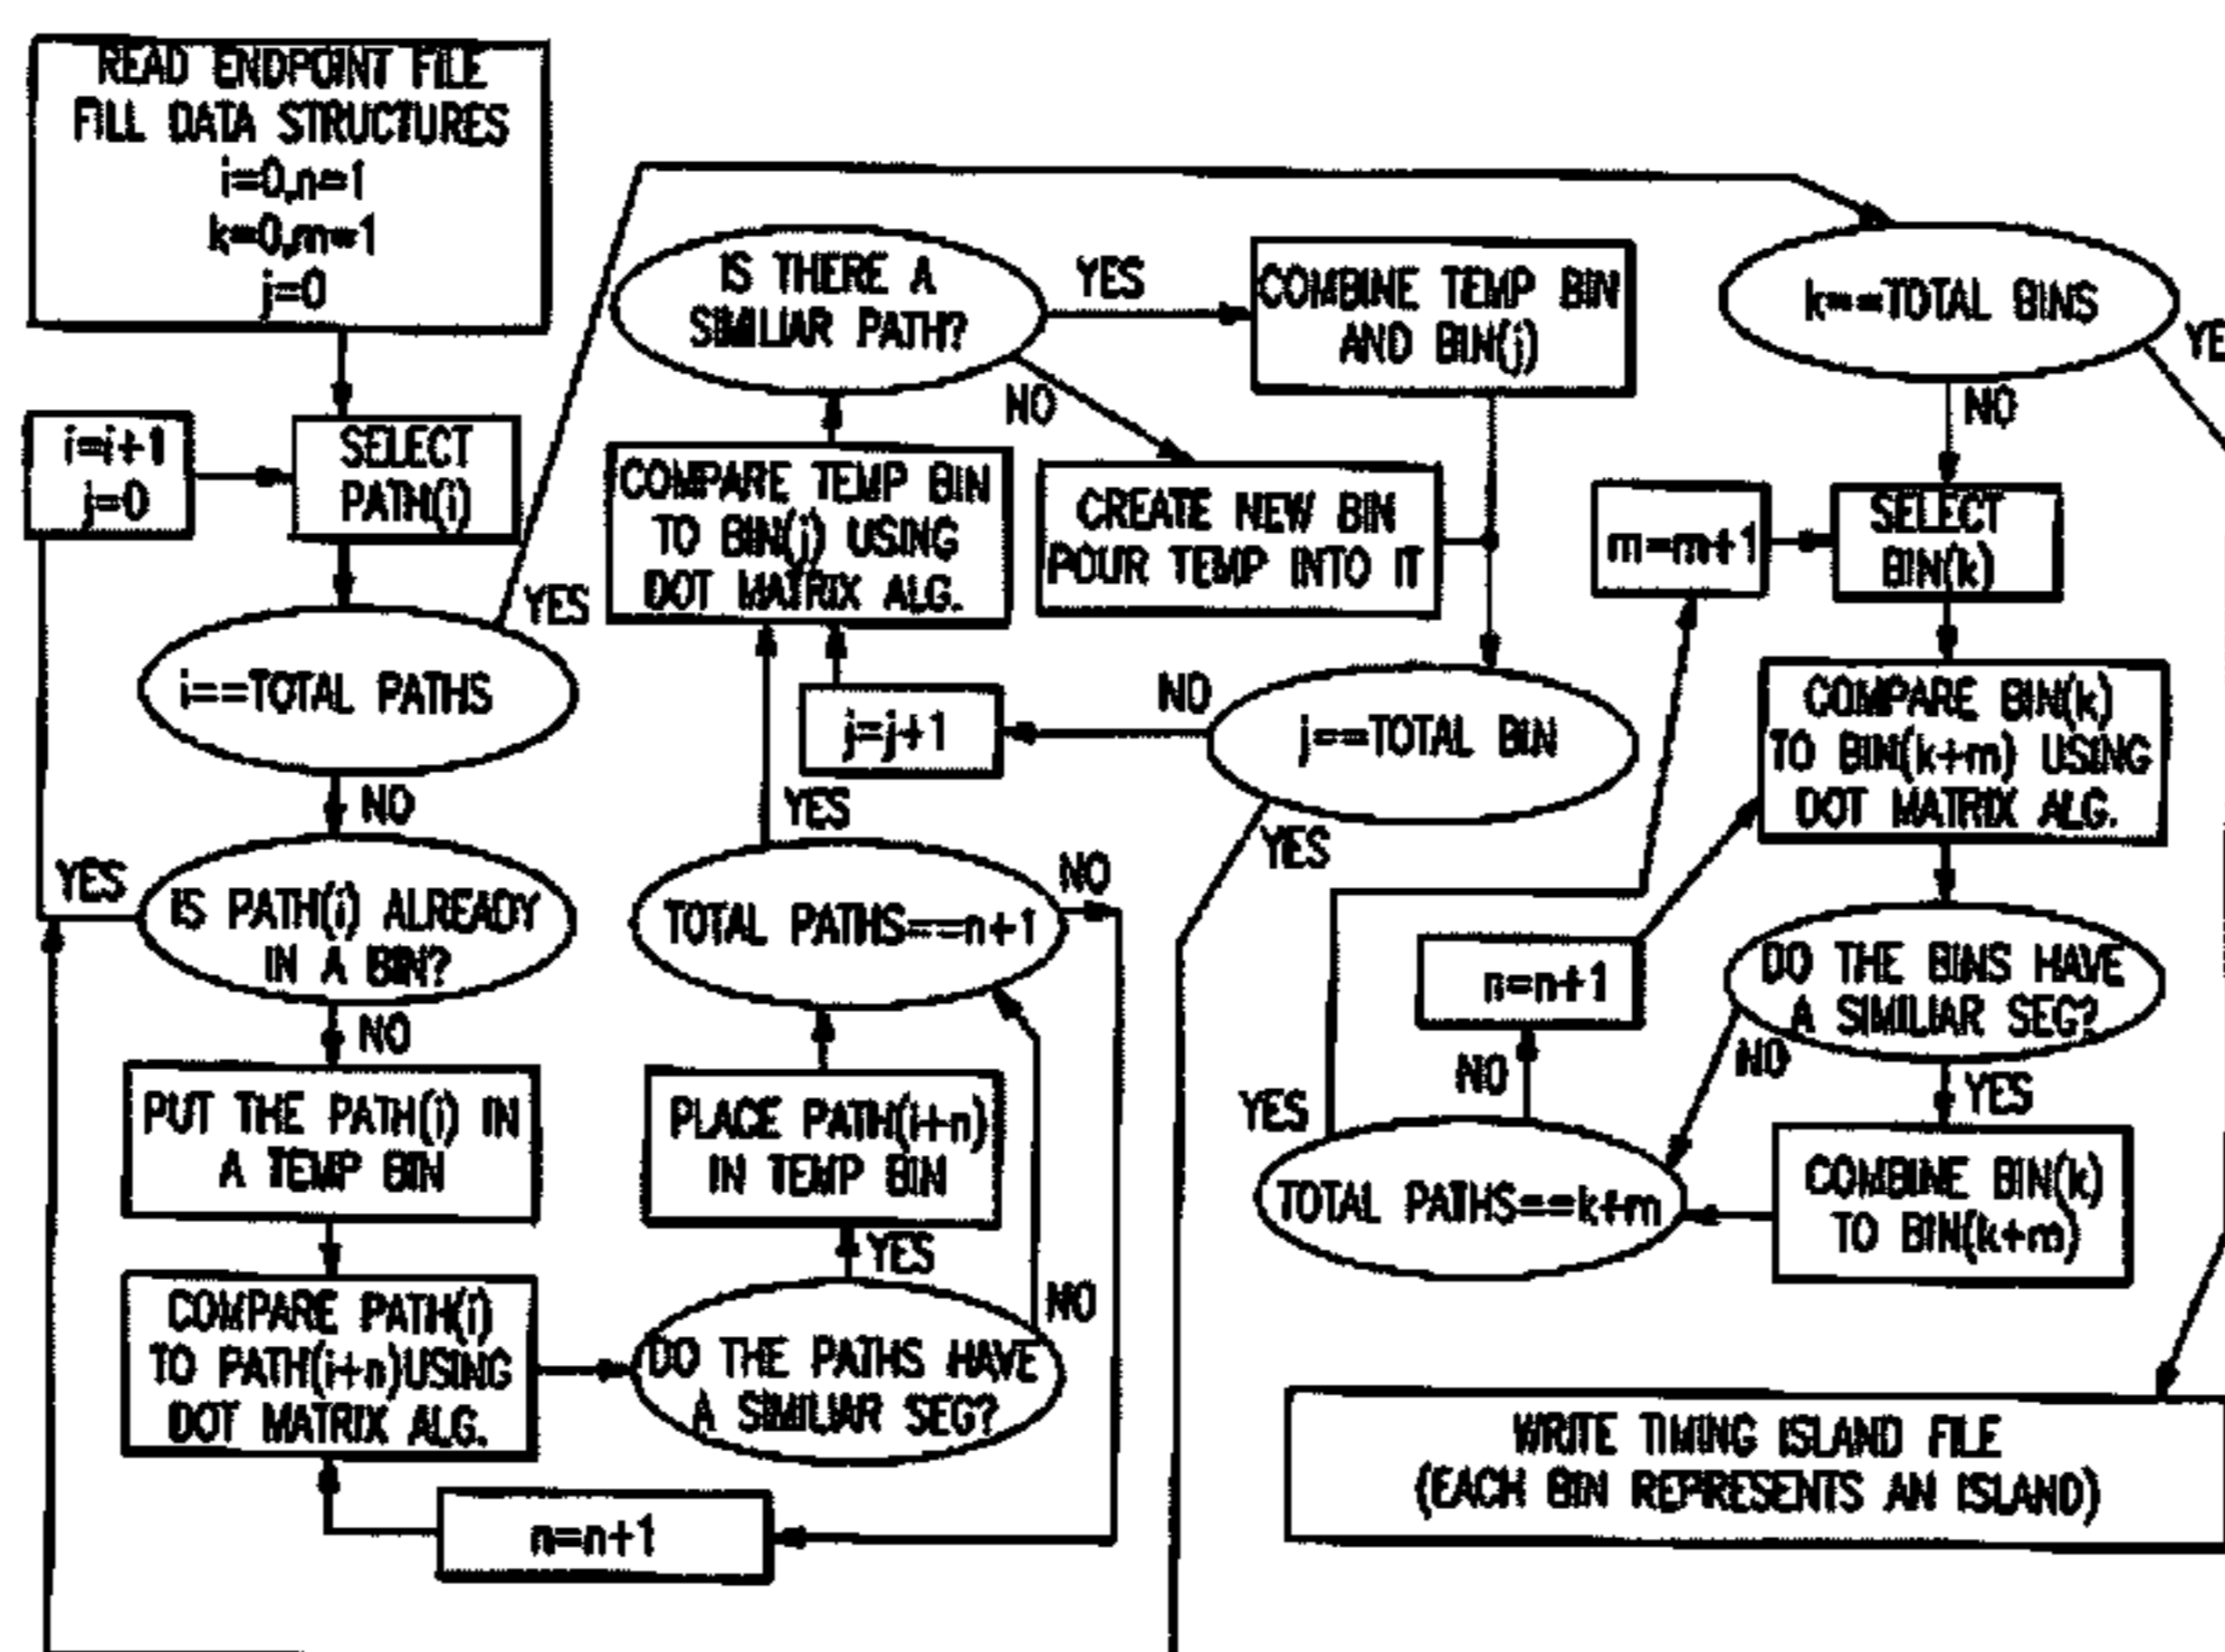 READ ENDPOINT FILE
FILL DATA STRUCTURES
i=0,n=1
k=0,m=1
j=0
i=i+1
j=0
SELECT
PATH(i)
YES
i==TOTAL PATHS
NO
YES
IS PATH(i) ALREADY
IN A BIN?
NO
PUT THE PATH(i) IN
A TEMP BIN
COMPARE PATH(i)
TO PATH(i+n)USING
DOT MATRIX ALG.
n=n+1
IS THERE A
SIMILIAR PATH?
YES
NO
COMBINE TEMP BIN
AND BIN(j)
COMPARE TEMP BIN
TO BIN(j) USING
DOT MATRIX ALG.
CREATE NEW BIN
POUR TEMP INTO IT
j=j+1
NO
j==TOTAL BIN
YES
YES
TOTAL PATHS==n+1
NO
PLACE PATH(i+n)
IN TEMP BIN
YES
NO
DO THE PATHS HAVE
A SIMILIAR SEG?
k==TOTAL BINS
YE
NO
m=m+1
SELECT
BIN(k)
COMPARE BIN(k)
TO BIN(k+m) USING
DOT MATRIX ALG.
n=n+1
DO THE BINS HAVE
A SIMILIAR SEG?
NO
YES
NO
YES
TOTAL PATHS==k+m
COMBINE BIN(k)
TO BIN(k+m)
WRITE TIMING ISLAND FILE
(EACH BIN REPRESENTS AN ISLAND)